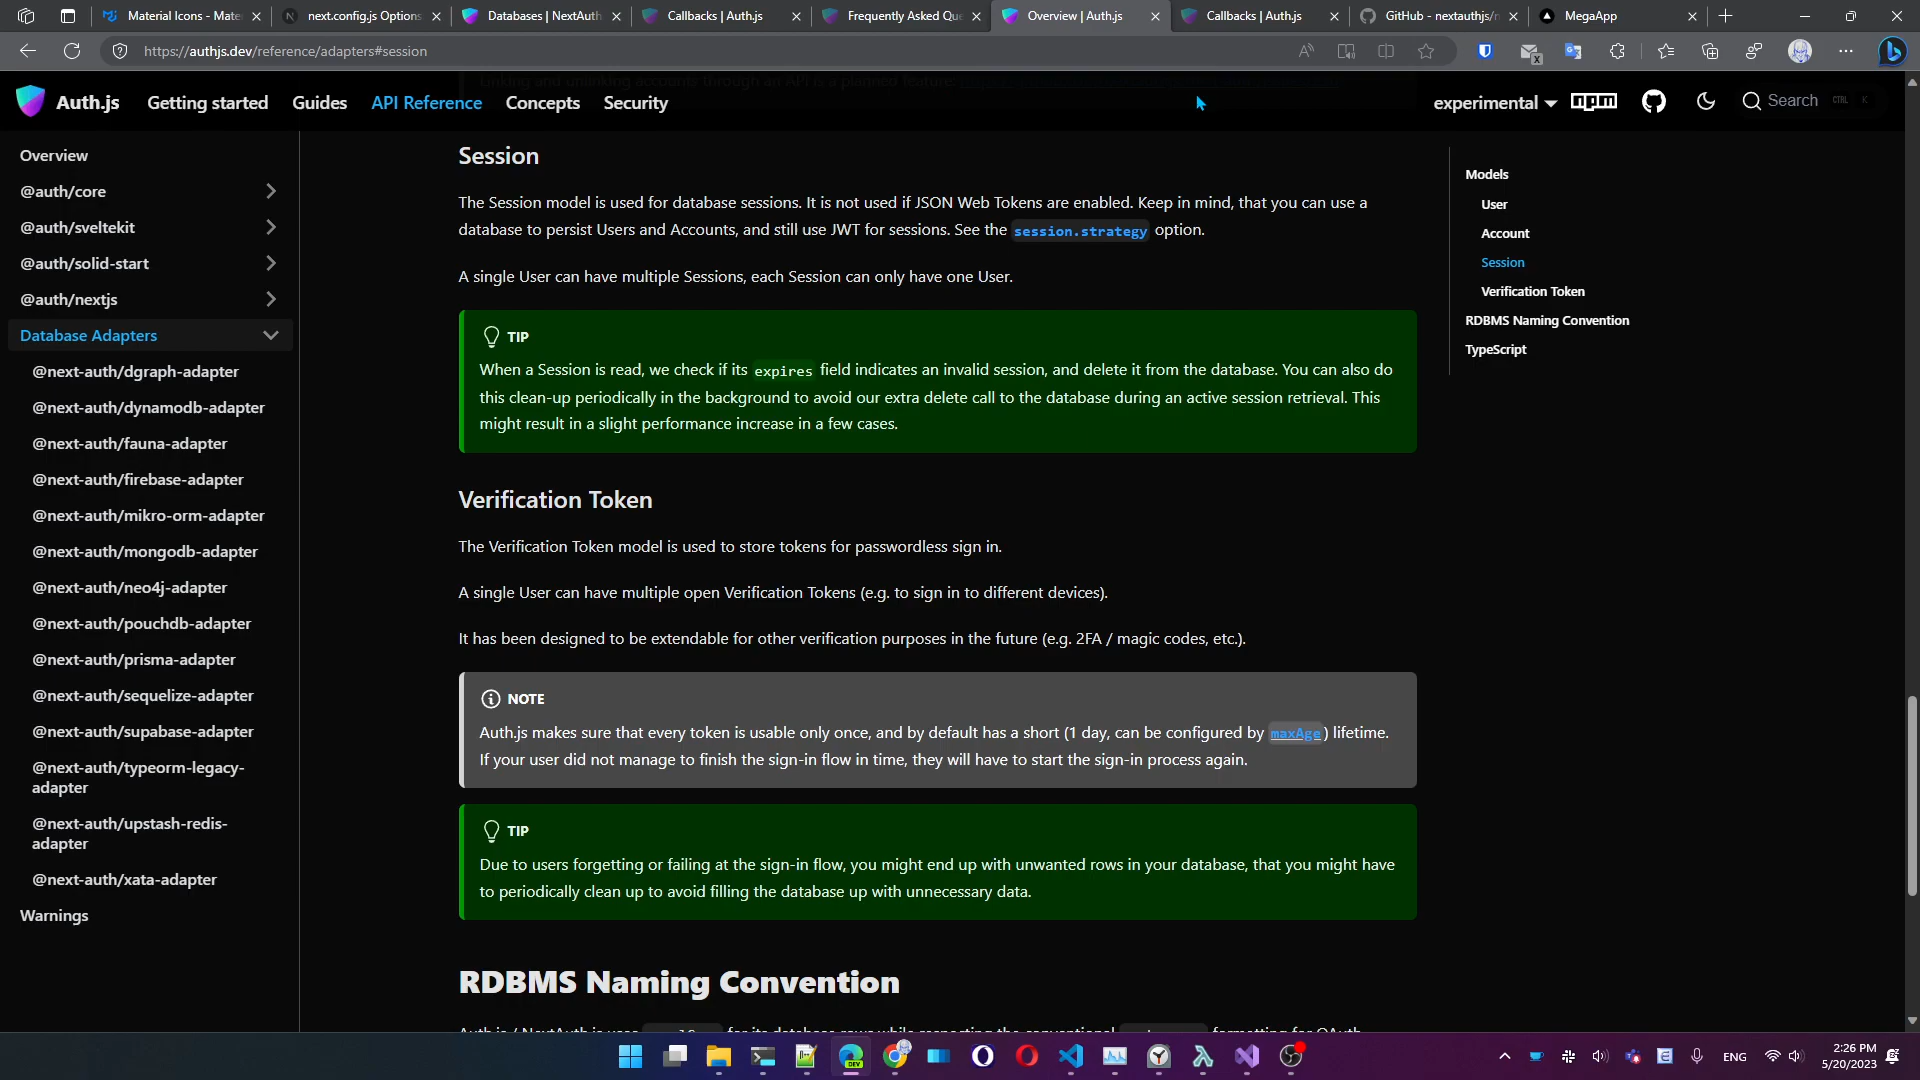 Material Icons - Mate
next.config.js Options
Databases | NextAuth
Callbacks | Auth.js
Frequently Asked Que
Overview | Auth.js
Callbacks | Auth.js
GitHub - nextauthjs/n
MegaApp
https://authjs.dev/reference/adapters#session
Linking and unlinking accounts through an API is a planned feature.
Auth.js
Getting started
Guides
API Reference
Concepts
Security
experimental
npm
Search
CTRL K
Overview
@auth/core
@auth/sveltekit
@auth/solid-start
@auth/nextjs
Database Adapters
@next-auth/dgraph-adapter
@next-auth/dynamodb-adapter
@next-auth/fauna-adapter
@next-auth/firebase-adapter
@next-auth/mikro-orm-adapter
@next-auth/mongodb-adapter
@next-auth/neo4j-adapter
@next-auth/pouchdb-adapter
@next-auth/prisma-adapter
@next-auth/sequelize-adapter
@next-auth/supabase-adapter
@next-auth/typeorm-legacy-
adapter
@next-auth/upstash-redis-
adapter
@next-auth/xata-adapter
Warnings
Session
The Session model is used for database sessions. It is not used if JSON Web Tokens are enabled. Keep in mind, that you can use a
database to persist Users and Accounts, and still use JWT for sessions. See the session.strategy option.
A single User can have multiple Sessions, each Session can only have one User.
TIP
When a Session is read, we check if its expires field indicates an invalid session, and delete it from the database. You can also do
this clean-up periodically in the background to avoid our extra delete call to the database during an active session retrieval. This
might result in a slight performance increase in a few cases.
Verification Token
The Verification Token model is used to store tokens for passwordless sign in.
A single User can have multiple open Verification Tokens (e.g. to sign in to different devices).
It has been designed to be extendable for other verification purposes in the future (e.g. 2FA / magic codes, etc.).
NOTE
Auth.js makes sure that every token is usable only once, and by default has a short (1 day, can be configured by maxAge) lifetime.
If your user did not manage to finish the sign-in flow in time, they will have to start the sign-in process again.
TIP
Due to users forgetting or failing at the sign-in flow, you might end up with unwanted rows in your database, that you might have
to periodically clean up to avoid filling the database up with unnecessary data.
RDBMS Naming Convention
Models
User
Account
Session
Verification Token
RDBMS Naming Convention
TypeScript
ENG
2:26 PM
5/20/2023